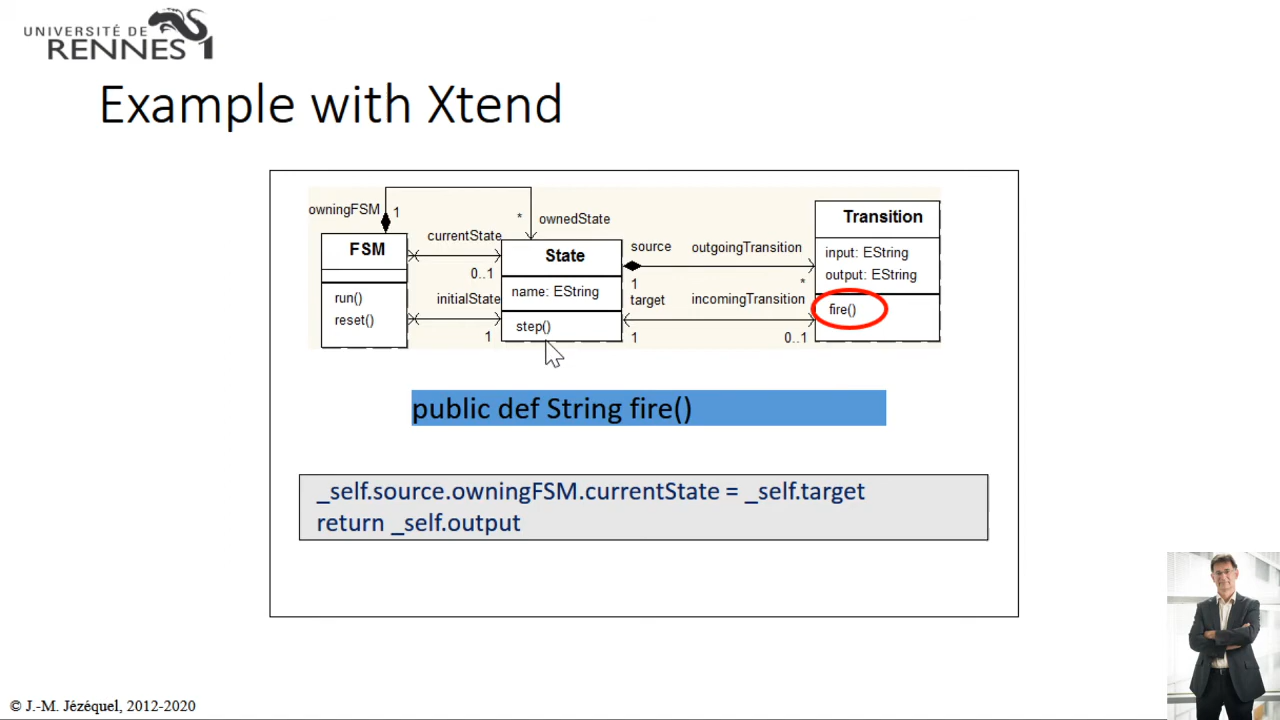 UNIVERSITÉ DE
RENNES 1
Example with Xtend
owningFSM 1
* ownedState
FSM
run()
reset()
currentState
0..1
initialState
1
State
name: EString
step()
source outgoingTransition
1 *
target incomingTransition
1 0..1
Transition
input: EString
output: EString
fire()
public def String fire()
_self.source.owningFSM.currentState = _self.target
return _self.output
© J.-M. Jézéquel, 2012-2020